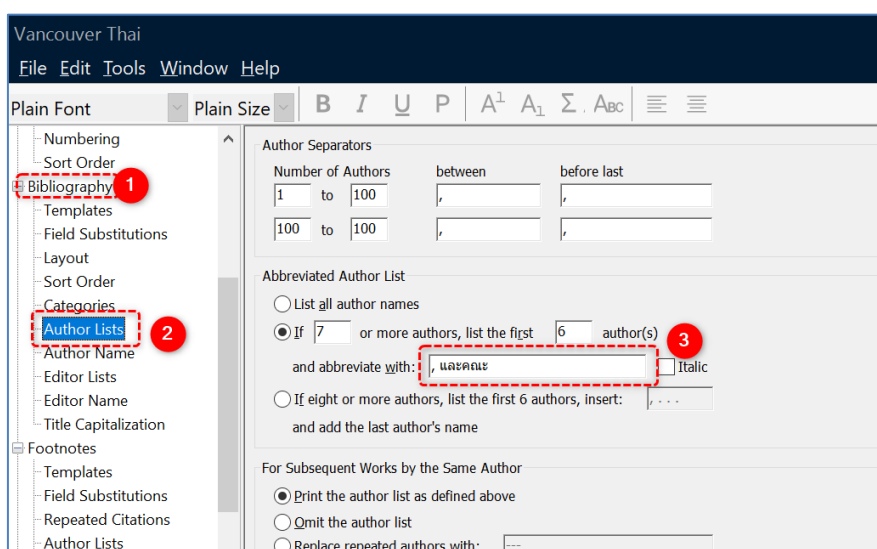 Vancouver Thai
File Edit Tools Window Help
Plain Font Plain Size B I U P A1 A1 Σ ABC
Numbering
Sort Order
Bibliography 1
Templates
Field Substitutions
Layout
Sort Order
Categories
Author Lists 2
Author Name
Editor Lists
Editor Name
Title Capitalization
Footnotes
Templates
Field Substitutions
Repeated Citations
Author Lists
Author Separators
Number of Authors between before last
1 to 100 , ,
100 to 100 , ,
Abbreviated Author List
List all author names
If 7 or more authors, list the first 6 author(s) 3
and abbreviate with: , และคณะ Italic
If eight or more authors, list the first 6 authors, insert: , . . .
and add the last author's name
For Subsequent Works by the Same Author
Print the author list as defined above
Omit the author list
Replace repeated authors with: ---